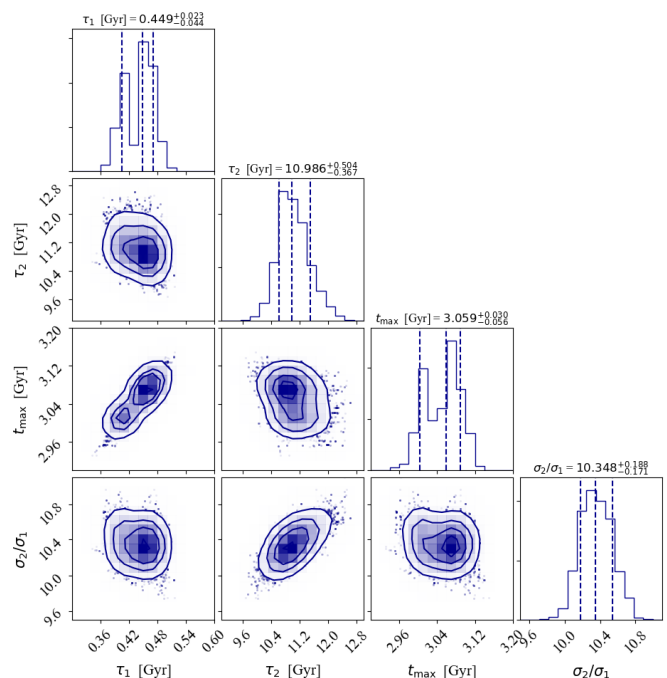 τ₁ [Gyr] = 0.449⁺⁰·⁰²³₋₀.₀₄₄
τ₂ [Gyr] = 10.986⁺⁰·⁵⁰⁴₋₀.₃₆₇
12.8
12.0
11.2
10.4
9.6
τ₂ [Gyr]
t_max [Gyr] = 3.059⁺⁰·⁰³⁰₋₀.₀₅₆
3.20
3.12
3.04
2.96
t_max [Gyr]
σ₂/σ₁ = 10.348⁺⁰·¹⁸⁸₋₀.₁₇₁
10.8
10.4
10.0
9.6
σ₂/σ₁
0.36 0.42 0.48 0.54 0.60 9.6 10.4 11.2 12.0 12.8 2.96 3.04 3.12 3.20 9.6 10.0 10.4 10.8
τ₁ [Gyr] τ₂ [Gyr] t_max [Gyr] σ₂/σ₁